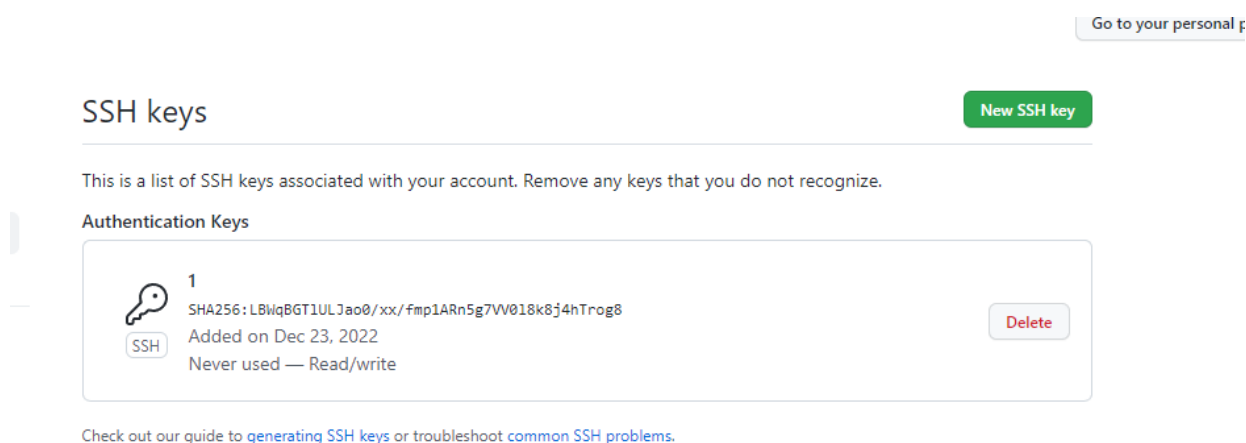 Go to your personal p
SSH keys
New SSH key
This is a list of SSH keys associated with your account. Remove any keys that you do not recognize.
Authentication Keys
1
SHA256:LBWqBGTlULJao0/xx/fmp1ARn5g7VV0l8k8j4hTrog8
SSH
Added on Dec 23, 2022
Never used — Read/write
Delete
Check out our guide to generating SSH keys or troubleshoot common SSH problems.